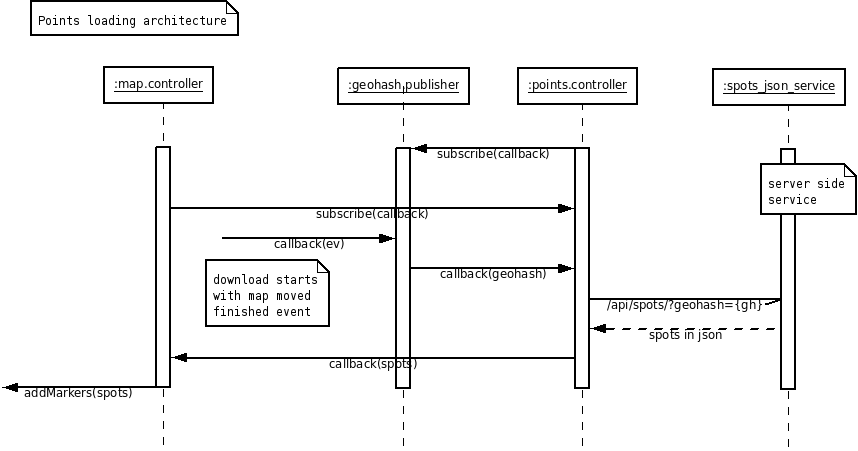 Points loading architecture
:map.controller
:geohash.publisher
:points.controller
:spots_json_service
subscribe(callback)
server side
service
subscribe(callback)
callback(ev)
download starts
with map moved
finished event
callback(geohash)
/api/spots/?geohash={gh}
spots in json
callback(spots)
addMarkers(spots)